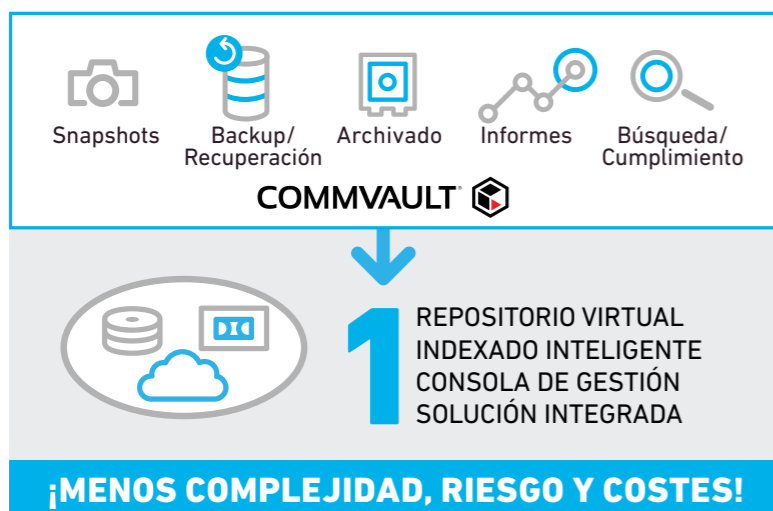 Snapshots
Backup/
Recuperación
Archivado
Informes
Búsqueda/
Cumplimiento
COMMVAULT
1
REPOSITORIO VIRTUAL
INDEXADO INTELIGENTE
CONSOLA DE GESTIÓN
SOLUCIÓN INTEGRADA
¡MENOS COMPLEJIDAD, RIESGO Y COSTES!